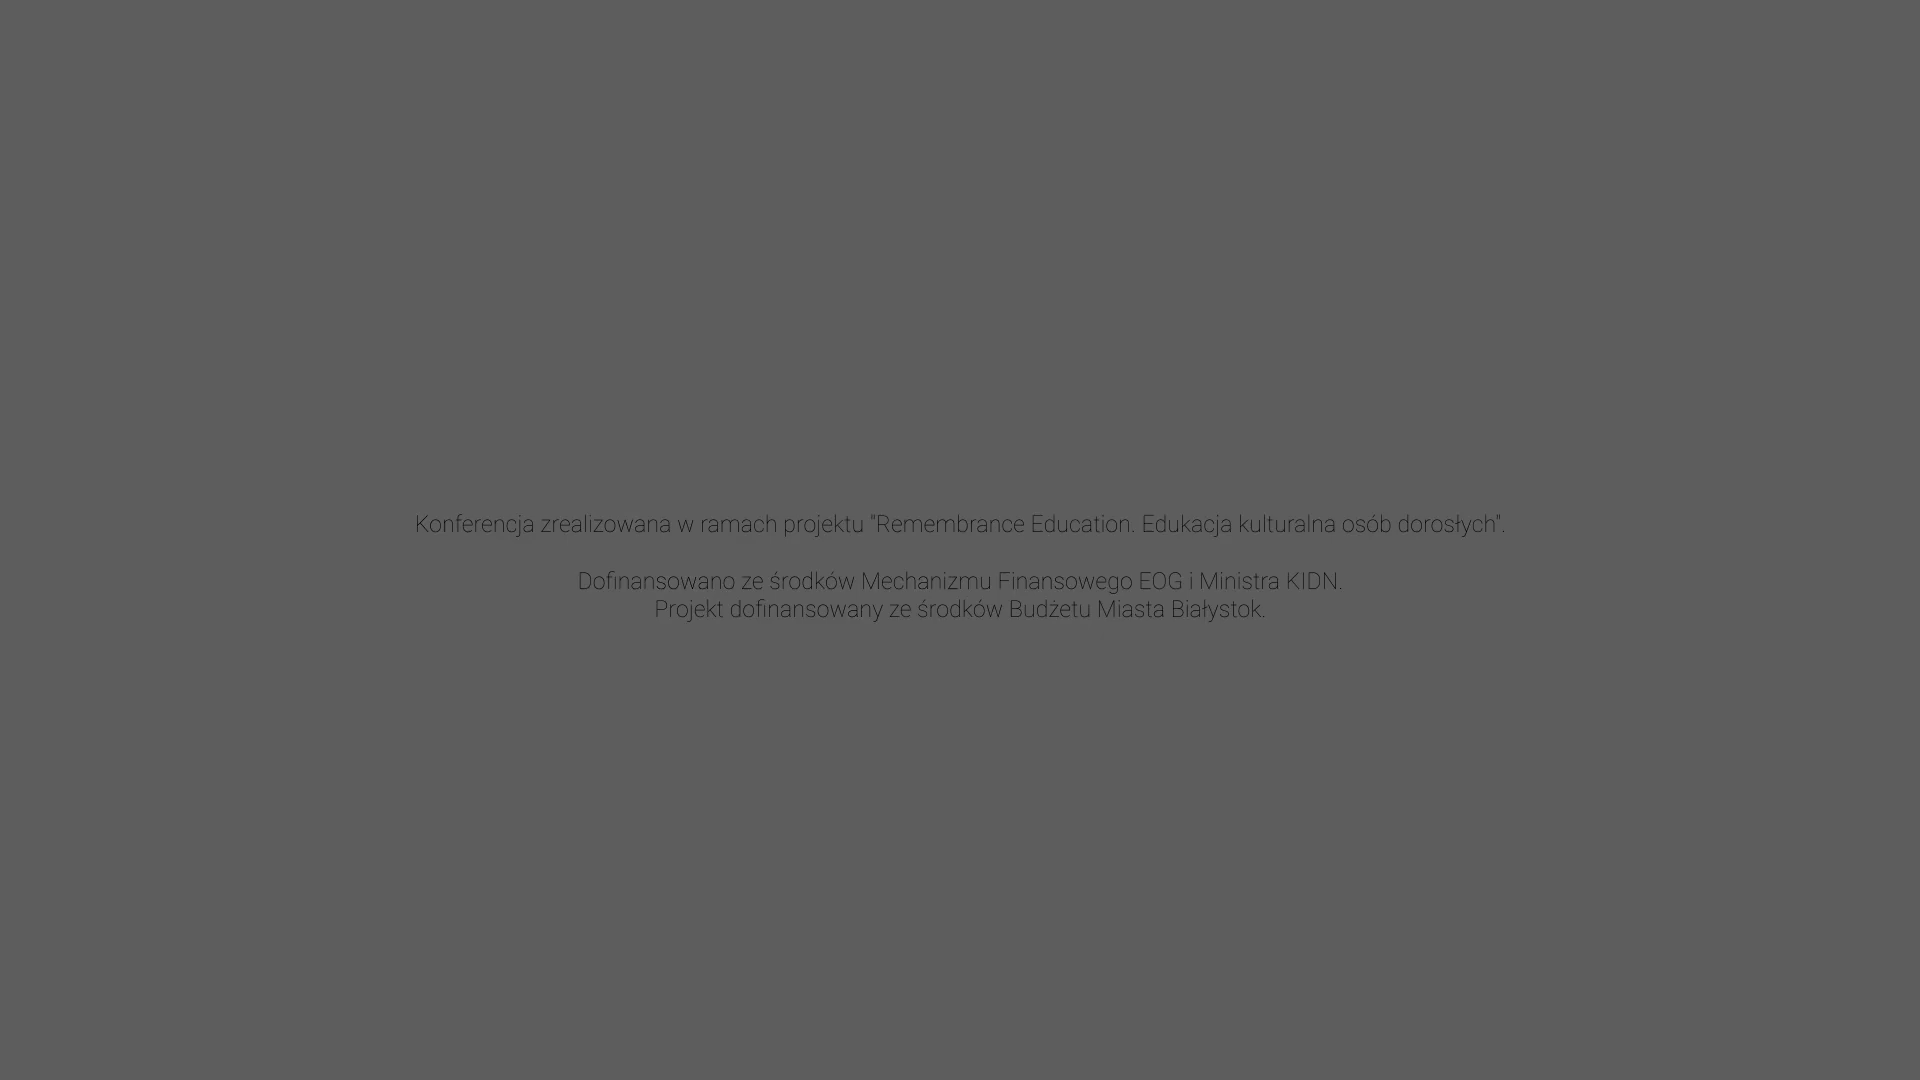 Konferencja zrealizowana w ramach projektu "Remembrance Education. Edukacja kulturalna osób dorosłych".
Dofinansowano ze środków Mechanizmu Finansowego EOG i Ministra KIDN.
Projekt dofinansowany ze środków Budżetu Miasta Białystok.